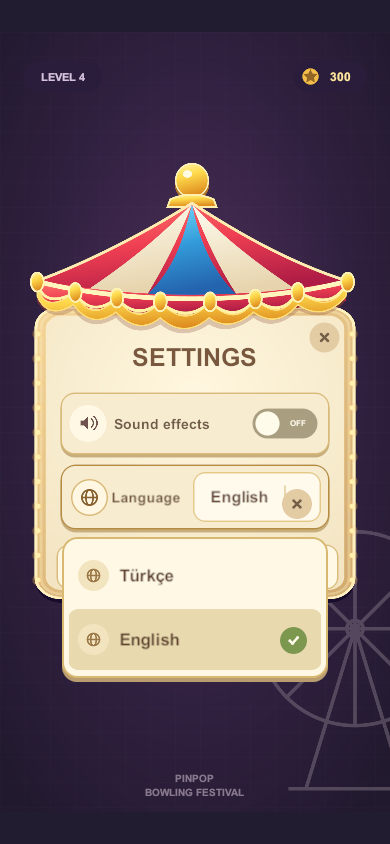 LEVEL 4
300
SETTINGS
Sound effects
OFF
Language
English
Türkçe
English
PINPOP
BOWLING FESTIVAL